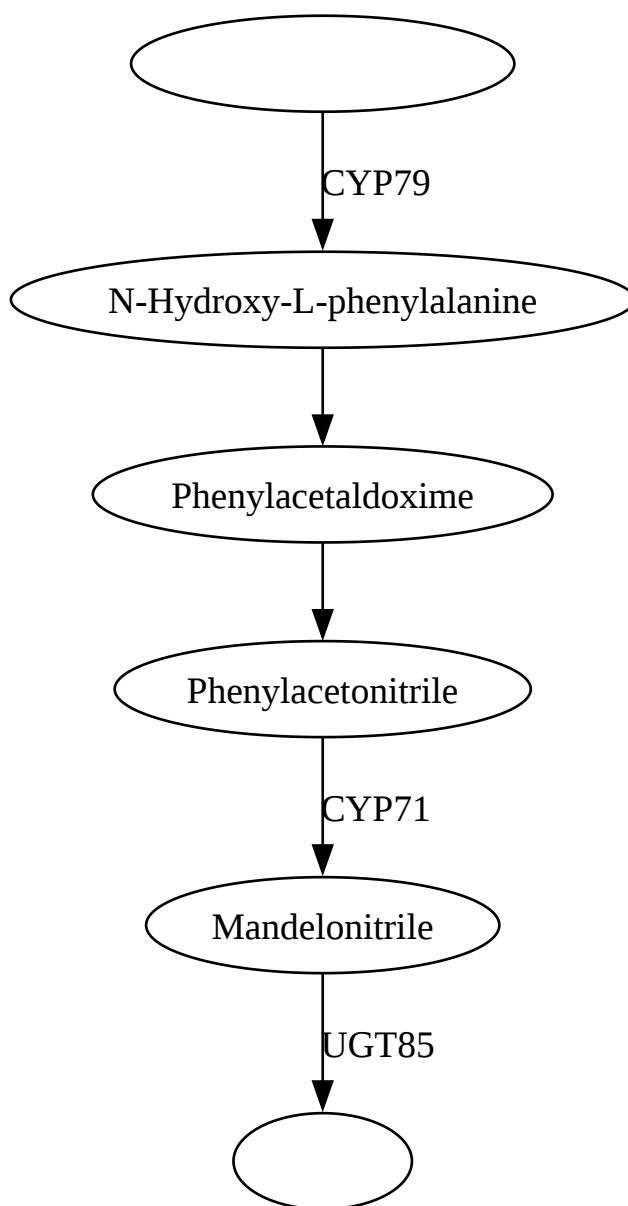 CYP79
N-Hydroxy-L-phenylalanine
Phenylacetaldoxime
Phenylacetonitrile
CYP71
Mandelonitrile
UGT85